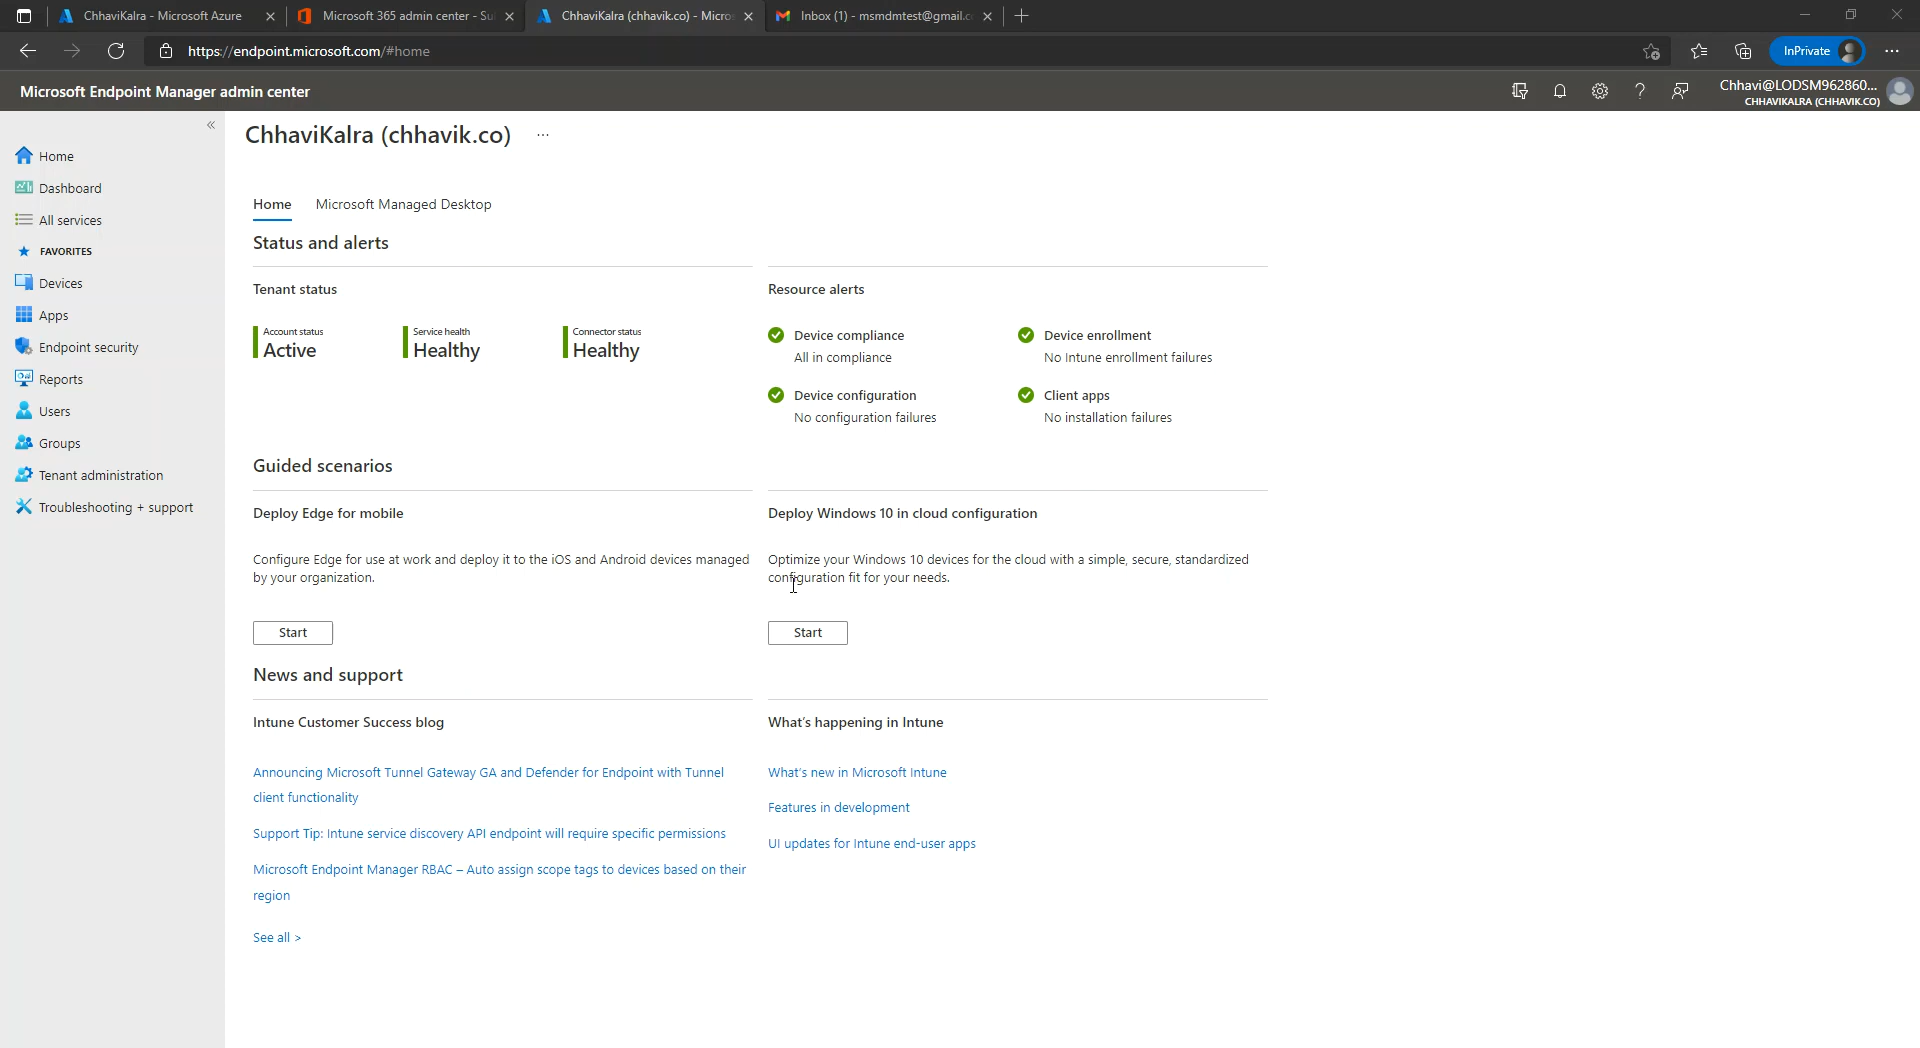 ChhaviKalra - Microsoft Azure
Microsoft 365 admin center - Su
ChhaviKalra (chhavik.co) - Micros
Inbox (1) - msmdmtest@gmail.c
https://endpoint.microsoft.com/#home
InPrivate
Microsoft Endpoint Manager admin center
Chhavi@LODSM962860...
CHHAVIKALRA (CHHAVIK.CO)
Home
Dashboard
All services
FAVORITES
Devices
Apps
Endpoint security
Reports
Users
Groups
Tenant administration
Troubleshooting + support
ChhaviKalra (chhavik.co) ...
Home
Microsoft Managed Desktop
Status and alerts
Tenant status
Account status
Active
Service health
Healthy
Connector status
Healthy
Resource alerts
Device compliance
All in compliance
Device enrollment
No Intune enrollment failures
Device configuration
No configuration failures
Client apps
No installation failures
Guided scenarios
Deploy Edge for mobile
Configure Edge for use at work and deploy it to the iOS and Android devices managed
by your organization.
Start
Deploy Windows 10 in cloud configuration
Optimize your Windows 10 devices for the cloud with a simple, secure, standardized
configuration fit for your needs.
Start
News and support
Intune Customer Success blog
Announcing Microsoft Tunnel Gateway GA and Defender for Endpoint with Tunnel
client functionality
Support Tip: Intune service discovery API endpoint will require specific permissions
Microsoft Endpoint Manager RBAC – Auto assign scope tags to devices based on their
region
See all >
What's happening in Intune
What's new in Microsoft Intune
Features in development
UI updates for Intune end-user apps